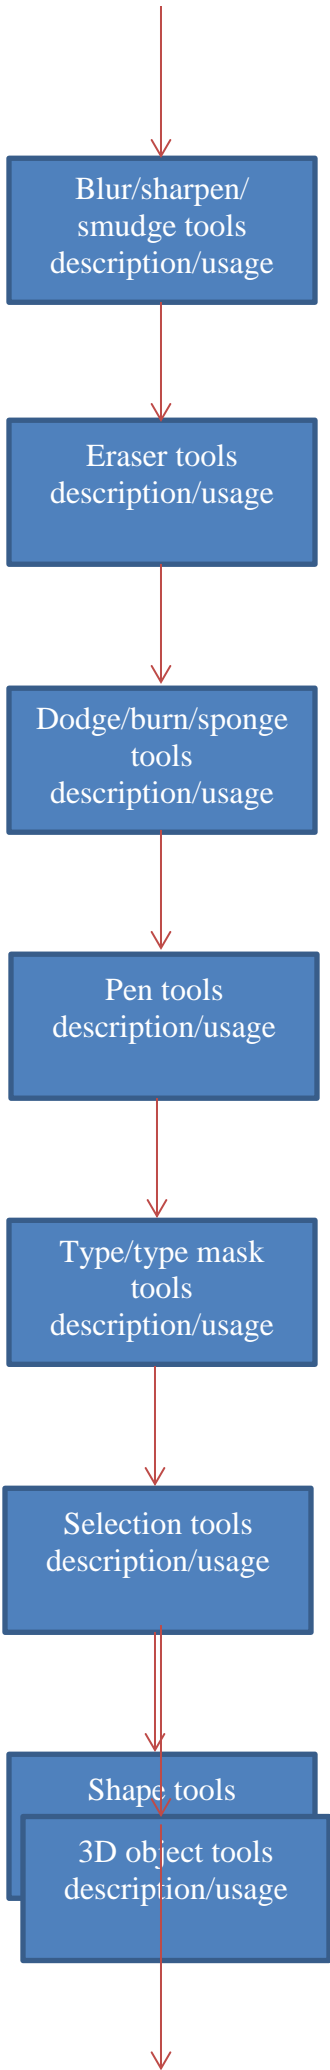 Blur/sharpen/
smudge tools
description/usage
Eraser tools
description/usage
Dodge/burn/sponge
tools
description/usage
Pen tools
description/usage
Type/type mask
tools
description/usage
Selection tools
description/usage
Shape tools
3D object tools
description/usage